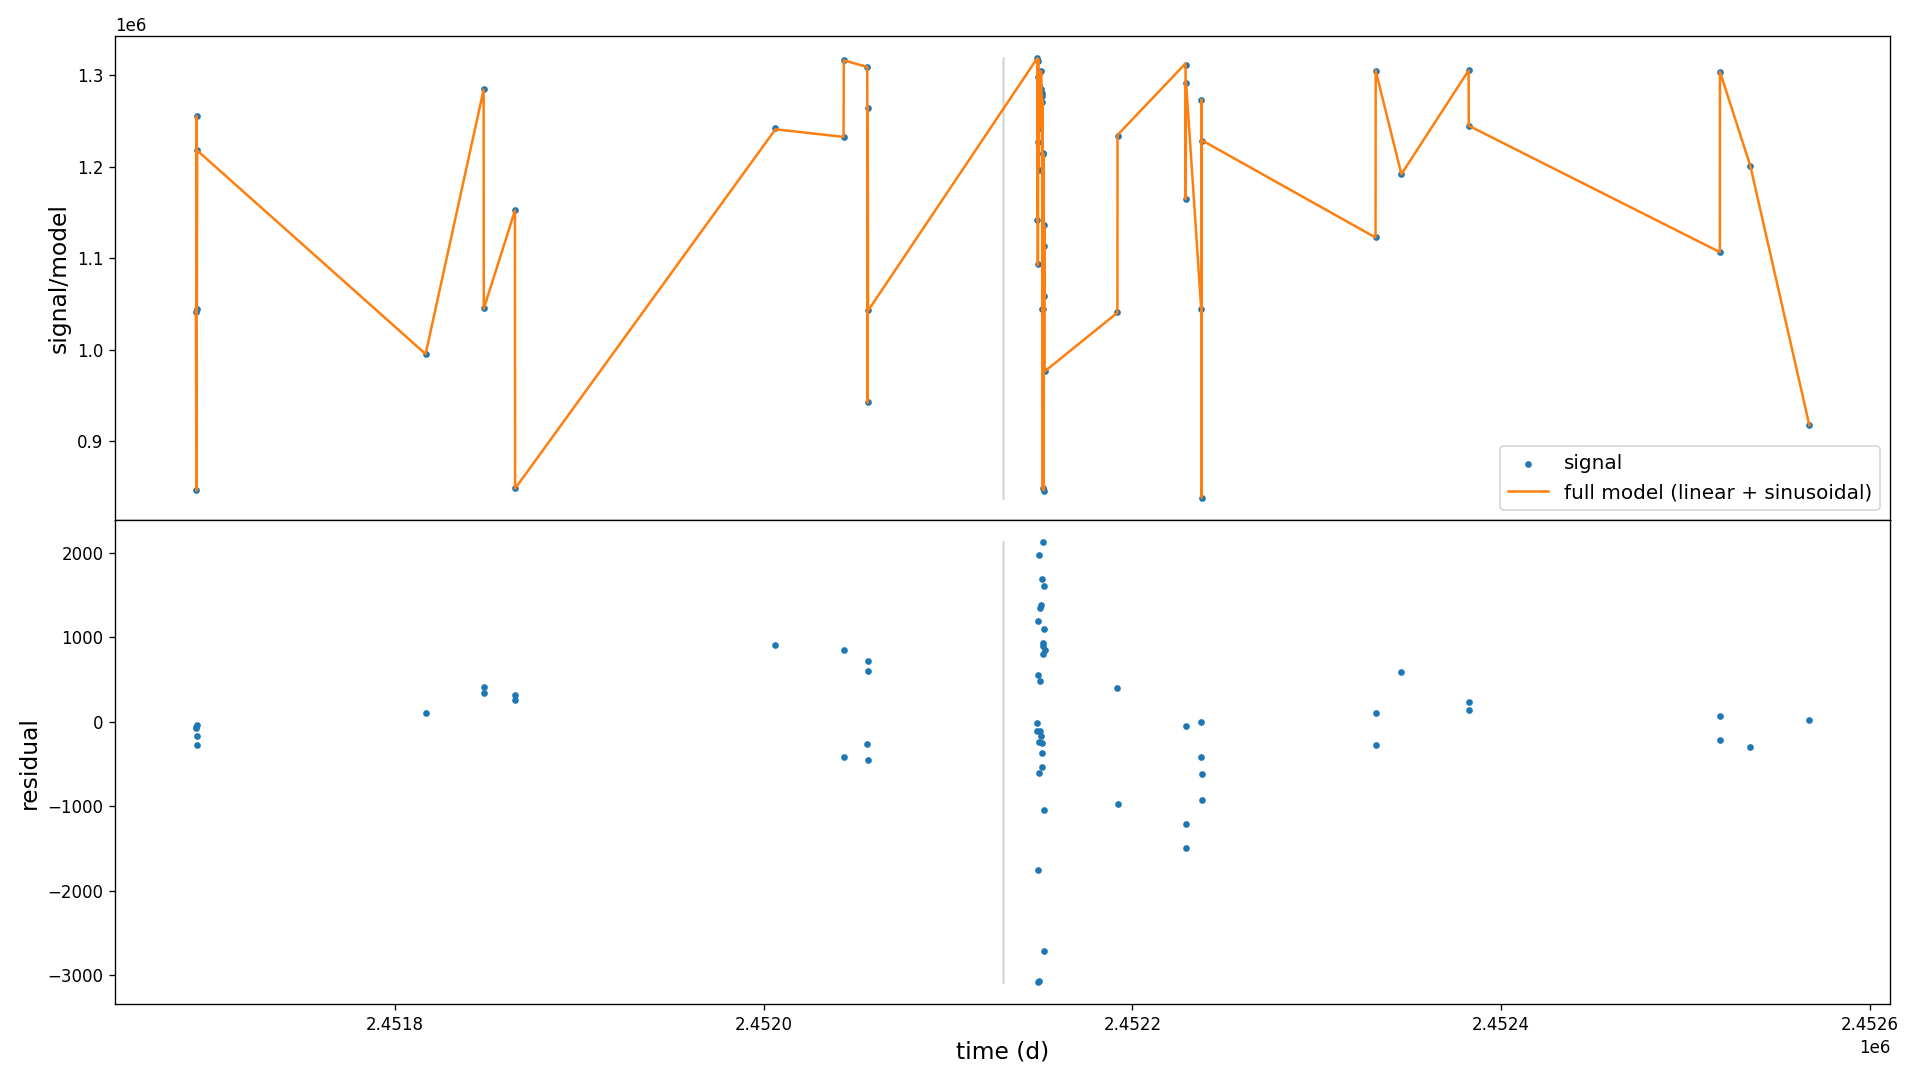 1e6
1.3
1.2
1.1
1.0
0.9
signal/model
signal
full model (linear + sinusoidal)
2000
1000
0
−1000
−2000
−3000
residual
2.4518
2.4520
2.4522
2.4524
2.4526
1e6
time (d)